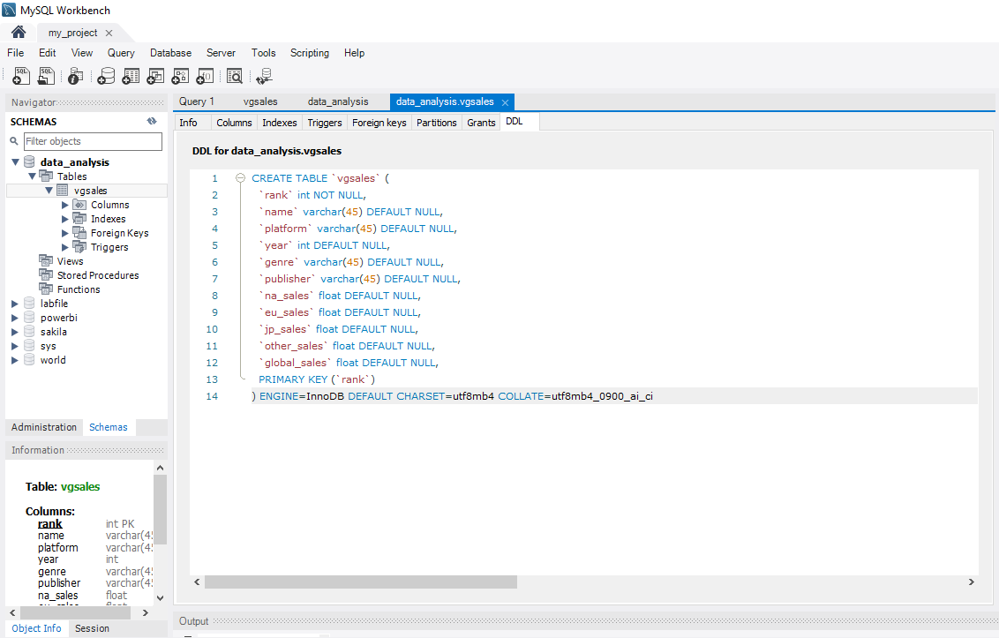 MySQL Workbench
my_project
File Edit View Query Database Server Tools Scripting Help
Navigator
SCHEMAS
Filter objects
data_analysis
Tables
vgsales
Columns
Indexes
Foreign Keys
Triggers
Views
Stored Procedures
Functions
labfile
powerbi
sakila
sys
world
Administration Schemas
Information
Table: vgsales
Columns:
rank int PK
name varchar(45
platform varchar(45
year int
genre varchar(45
publisher varchar(45
na_sales float
Object Info Session
Query 1 vgsales data_analysis data_analysis.vgsales
Info Columns Indexes Triggers Foreign keys Partitions Grants DDL
DDL for data_analysis.vgsales
1 CREATE TABLE `vgsales` (
2 `rank` int NOT NULL,
3 `name` varchar(45) DEFAULT NULL,
4 `platform` varchar(45) DEFAULT NULL,
5 `year` int DEFAULT NULL,
6 `genre` varchar(45) DEFAULT NULL,
7 `publisher` varchar(45) DEFAULT NULL,
8 `na_sales` float DEFAULT NULL,
9 `eu_sales` float DEFAULT NULL,
10 `jp_sales` float DEFAULT NULL,
11 `other_sales` float DEFAULT NULL,
12 `global_sales` float DEFAULT NULL,
13 PRIMARY KEY (`rank`)
14 ) ENGINE=InnoDB DEFAULT CHARSET=utf8mb4 COLLATE=utf8mb4_0900_ai_ci
Output